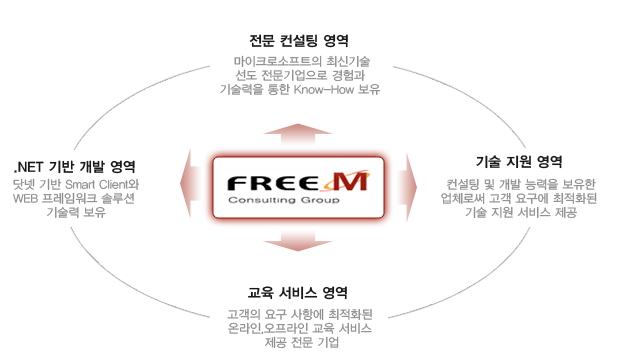 전문 컨설팅 영역
마이크로소프트의 최신기술
선도 전문기업으로 경험과
기술력을 통한 Know-How 보유
.NET 기반 개발 영역
닷넷 기반 Smart Client와
WEB 프레임워크 솔루션
기술력 보유
FREE M
Consulting Group
기술 지원 영역
컨설팅 및 개발 능력을 보유한
업체로써 고객 요구에 최적화된
기술 지원 서비스 제공
교육 서비스 영역
고객의 요구 사항에 최적화된
온라인,오프라인 교육 서비스
제공 전문 기업